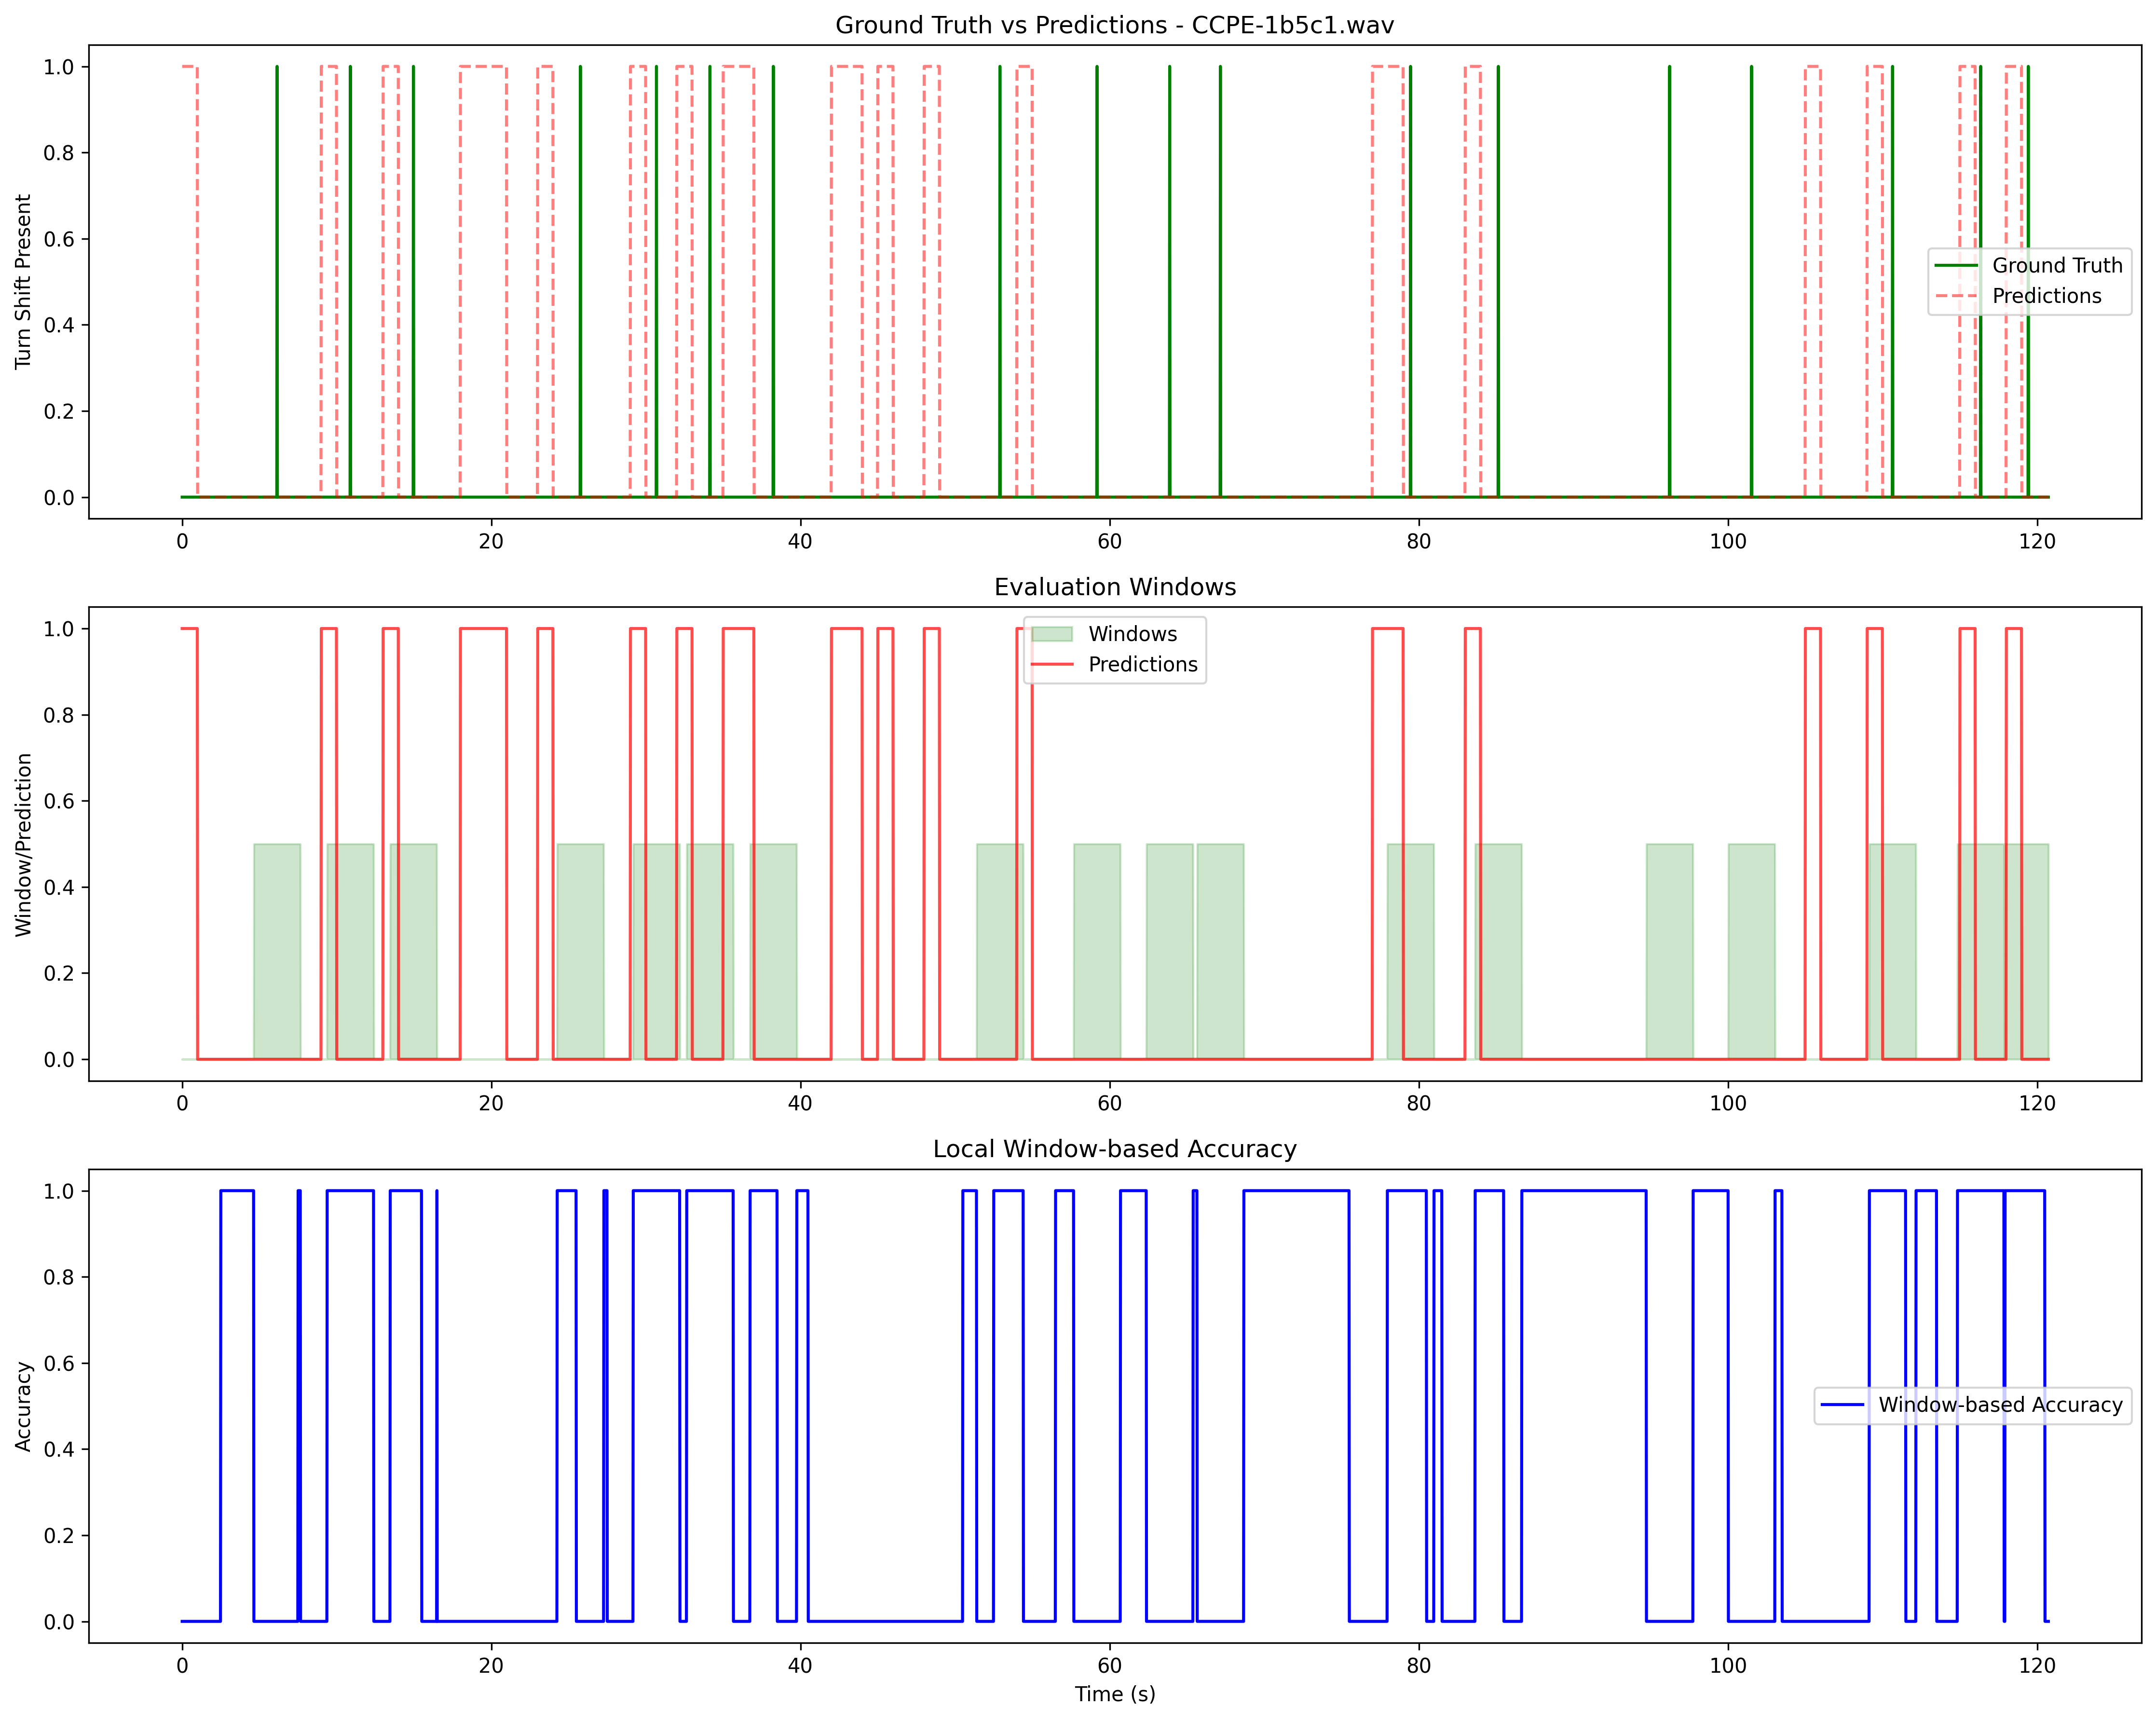 Ground Truth vs Predictions - CCPE-1b5c1.wav
Turn Shift Present
1.0
0.8
0.6
0.4
0.2
0.0
Ground Truth
Predictions
0 20 40 60 80 100 120
Evaluation Windows
Window/Prediction
1.0
0.8
0.6
0.4
0.2
0.0
Windows
Predictions
0 20 40 60 80 100 120
Local Window-based Accuracy
Accuracy
1.0
0.8
0.6
0.4
0.2
0.0
Window-based Accuracy
0 20 40 60 80 100 120
Time (s)